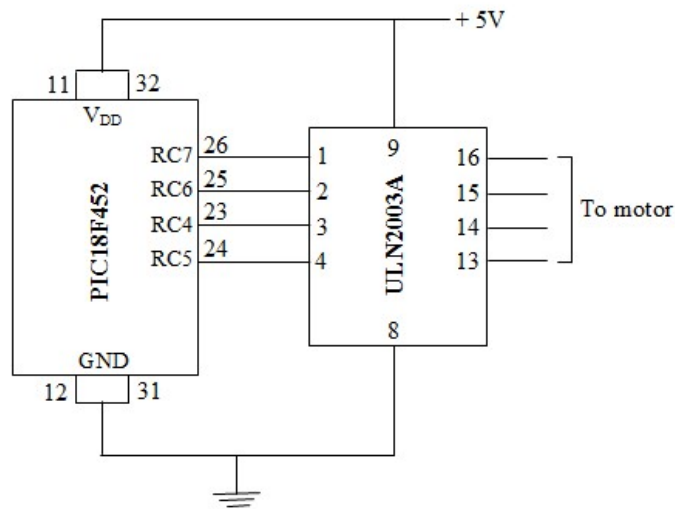 + 5V
11 32
V_DD
RC7 26 1 9 16
RC6 25 2 15
RC4 23 3 14
RC5 24 4 13
PIC18F452
ULN2003A
To motor
8
GND
12 31